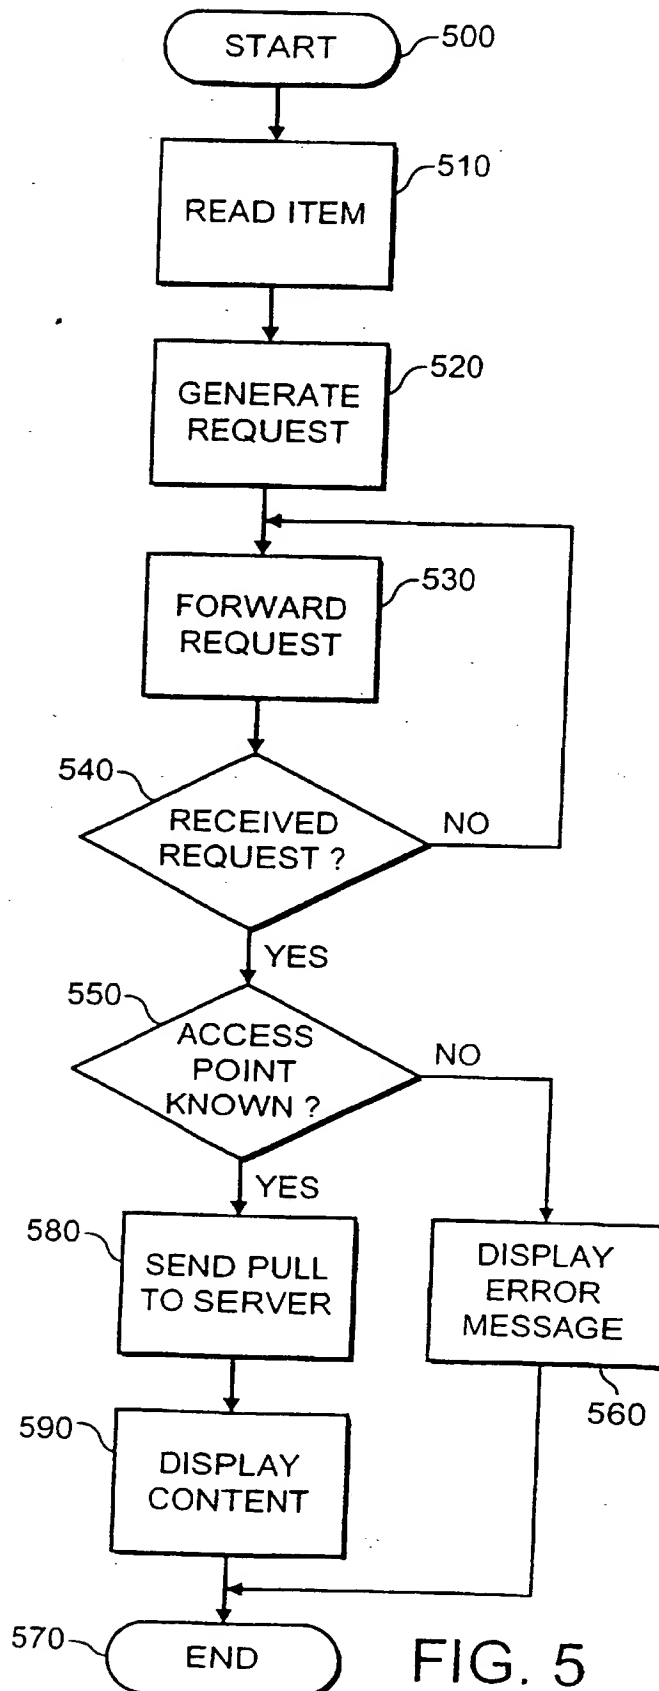 START
500
510
READ ITEM
520
GENERATE
REQUEST
530
FORWARD
REQUEST
540
RECEIVED
REQUEST ?
NO
YES
550
ACCESS
POINT
KNOWN ?
NO
YES
580
SEND PULL
TO SERVER
DISPLAY
ERROR
MESSAGE
560
590
DISPLAY
CONTENT
570
END
FIG. 5